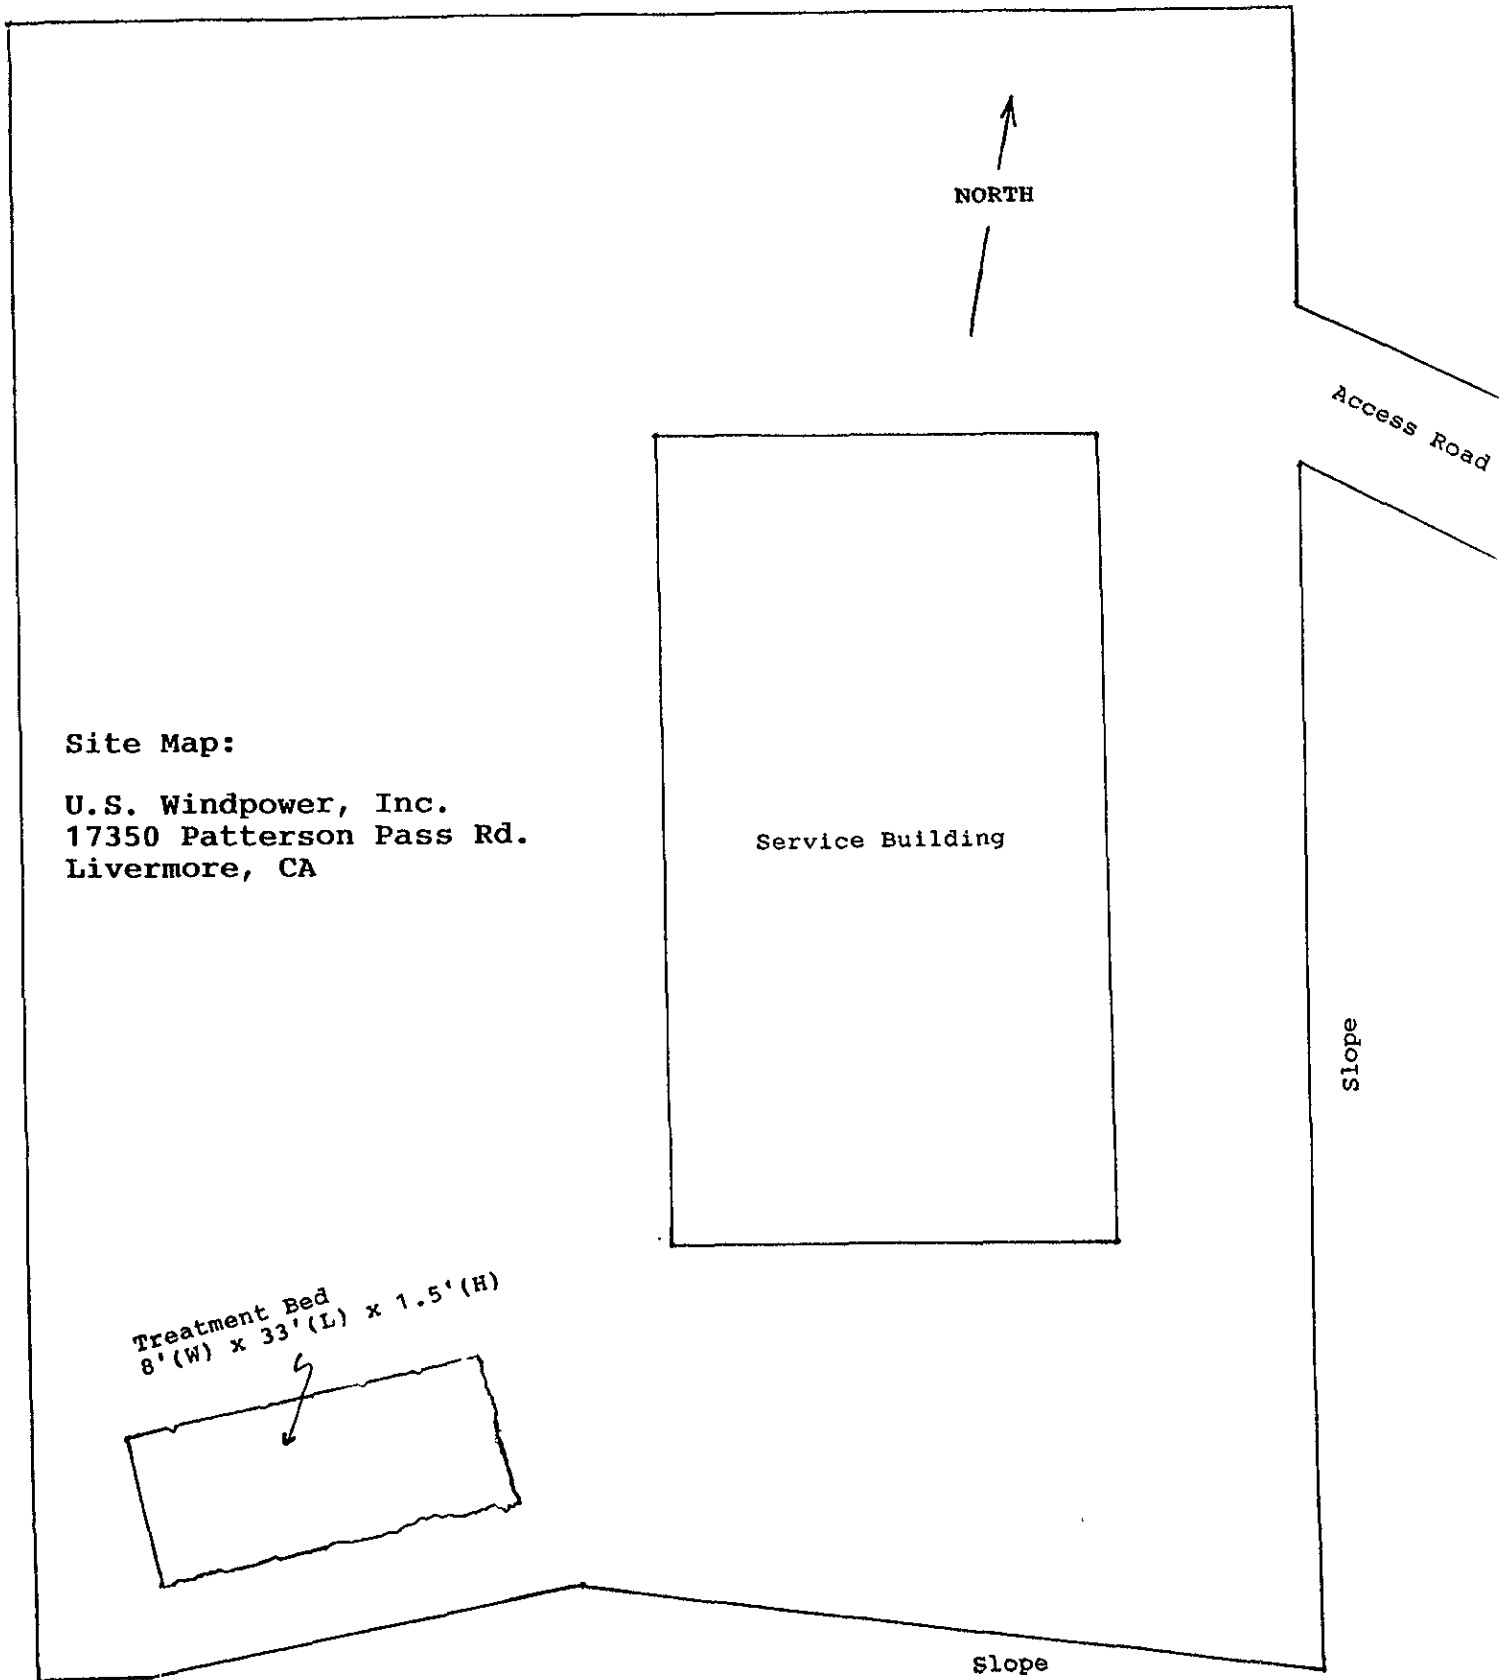 NORTH
Access Road
Site Map:
U.S. Windpower, Inc.
17350 Patterson Pass Rd.
Livermore, CA
Service Building
Slope
Treatment Bed
8'(W) x 33'(L) x 1.5'(H)
Slope